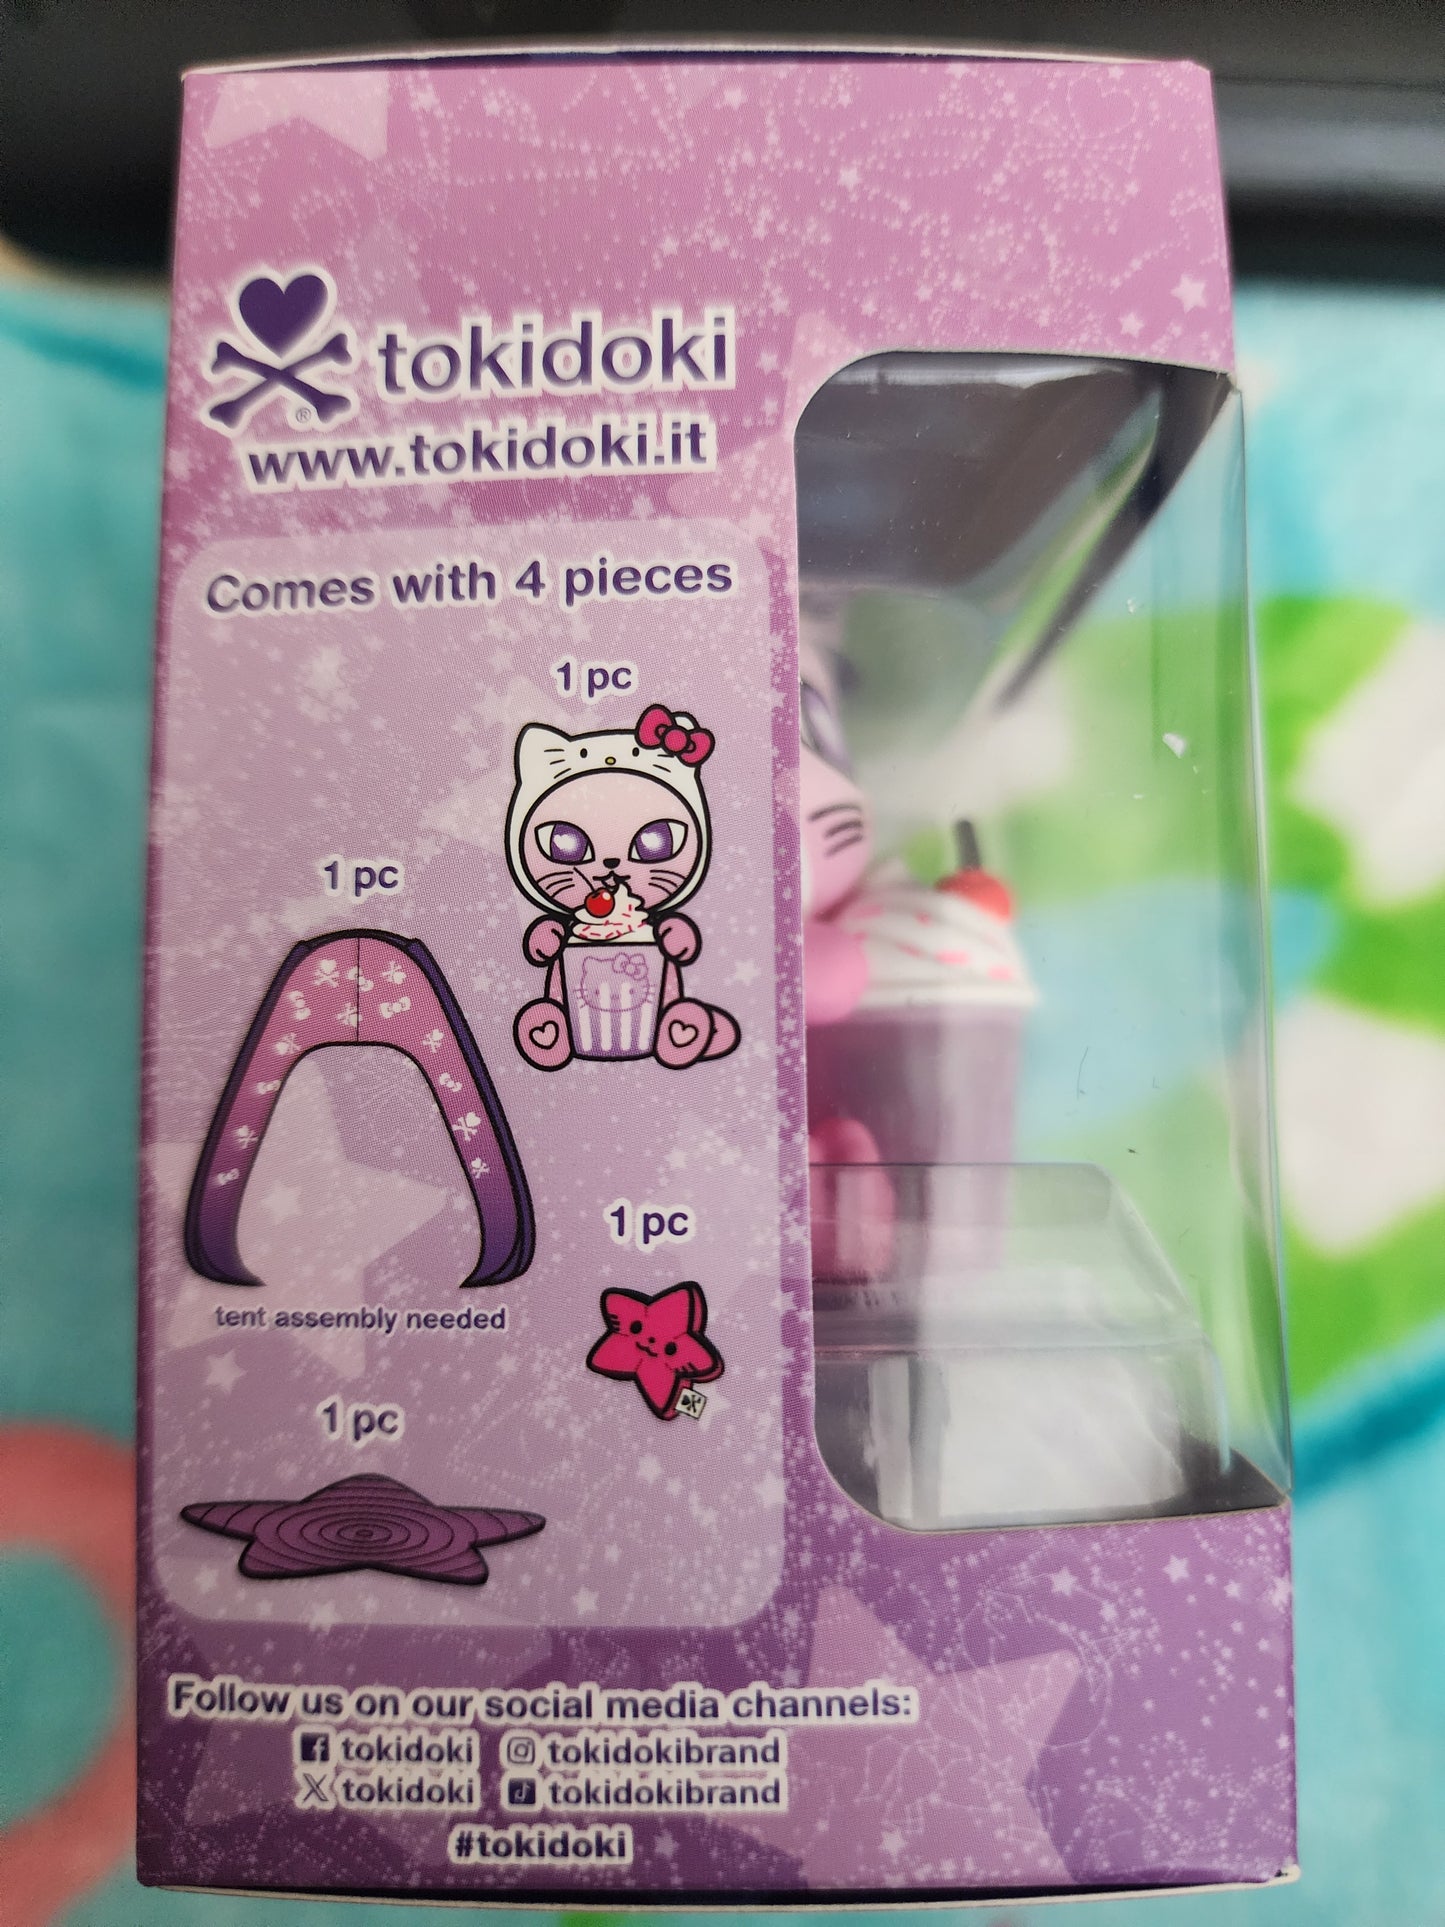 tokidoki
®
www.tokidoki.it
Comes with 4 pieces
1 pc
1 pc
tent assembly needed
1 pc
1 pc
Follow us on our social media channels:
tokidoki tokidokibrand
tokidoki tokidokibrand
#tokidoki